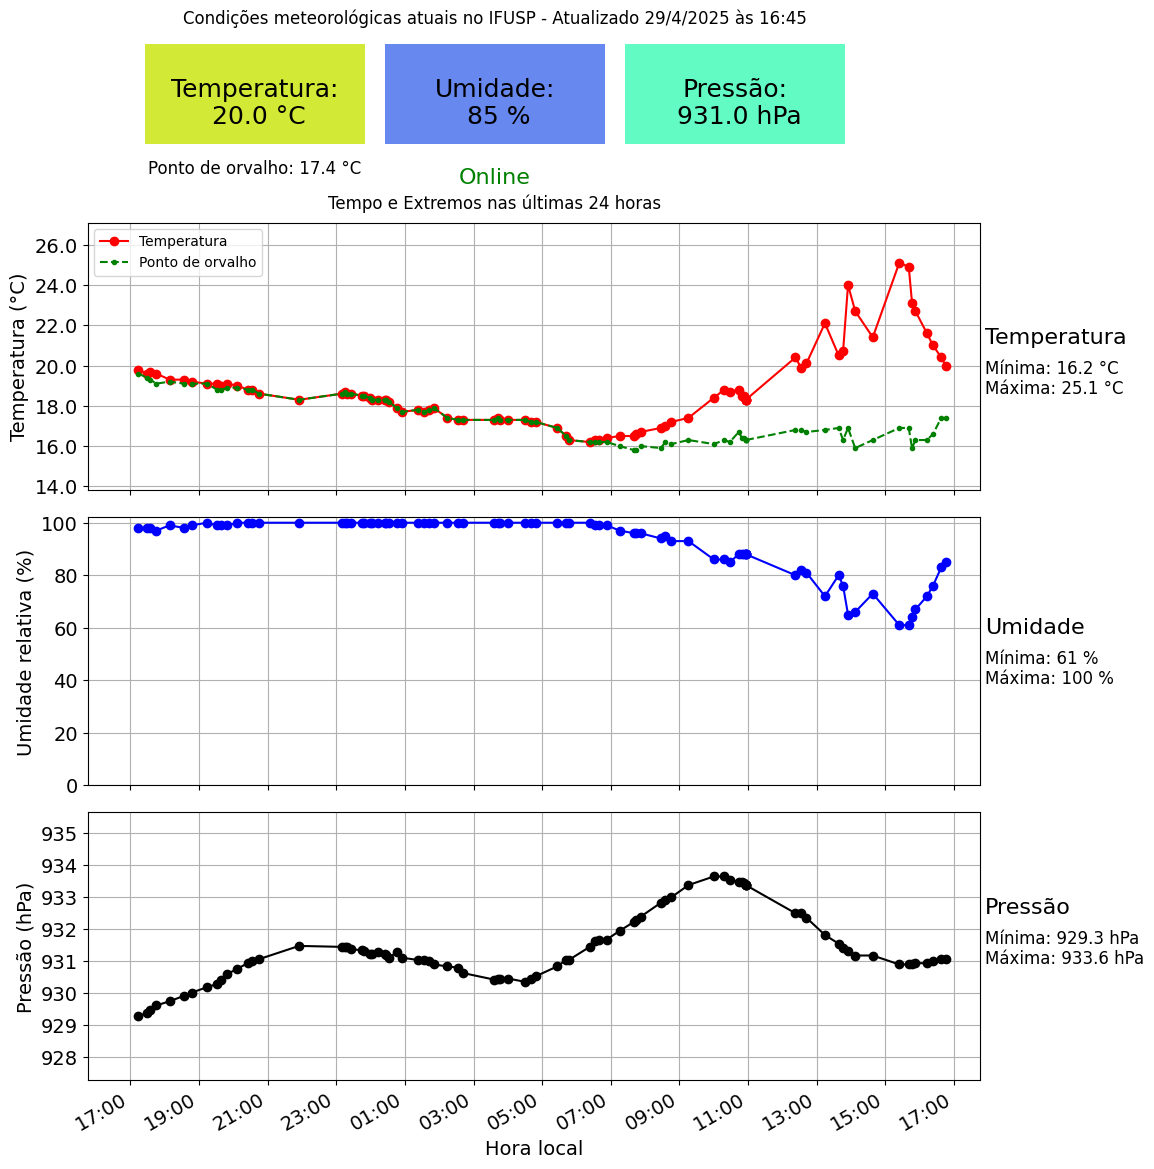 Condições meteorológicas atuais no IFUSP - Atualizado 29/4/2025 às 16:45
Temperatura:
20.0 °C
Umidade:
85 %
Pressão:
931.0 hPa
Ponto de orvalho: 17.4 °C
Online
Tempo e Extremos nas últimas 24 horas
Temperatura
Ponto de orvalho
Temperatura (°C)
26.0
24.0
22.0
20.0
18.0
16.0
14.0
Temperatura
Mínima: 16.2 °C
Máxima: 25.1 °C
Umidade relativa (%)
100
80
60
40
20
0
Umidade
Mínima: 61 %
Máxima: 100 %
Pressão (hPa)
935
934
933
932
931
930
929
928
Pressão
Mínima: 929.3 hPa
Máxima: 933.6 hPa
17:00
19:00
21:00
23:00
01:00
03:00
05:00
07:00
09:00
11:00
13:00
15:00
17:00
Hora local